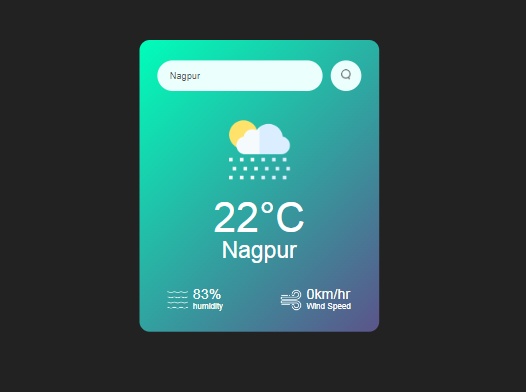 Nagpur
22°C
Nagpur
83%
humidity
0km/hr
Wind Speed